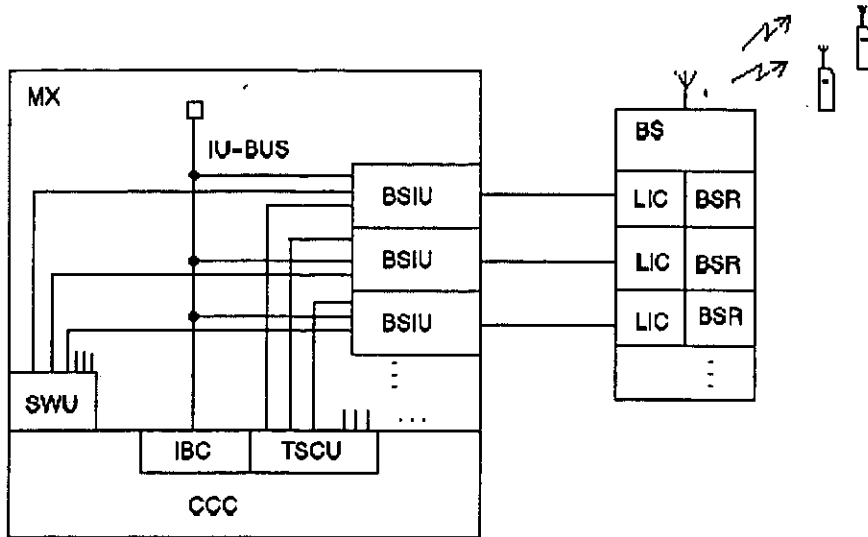 MX
BS
IU-BUS
BSIU
LIC BSR
BSIU
LIC BSR
BSIU
LIC BSR
SWU
IBC TSCU
CCC